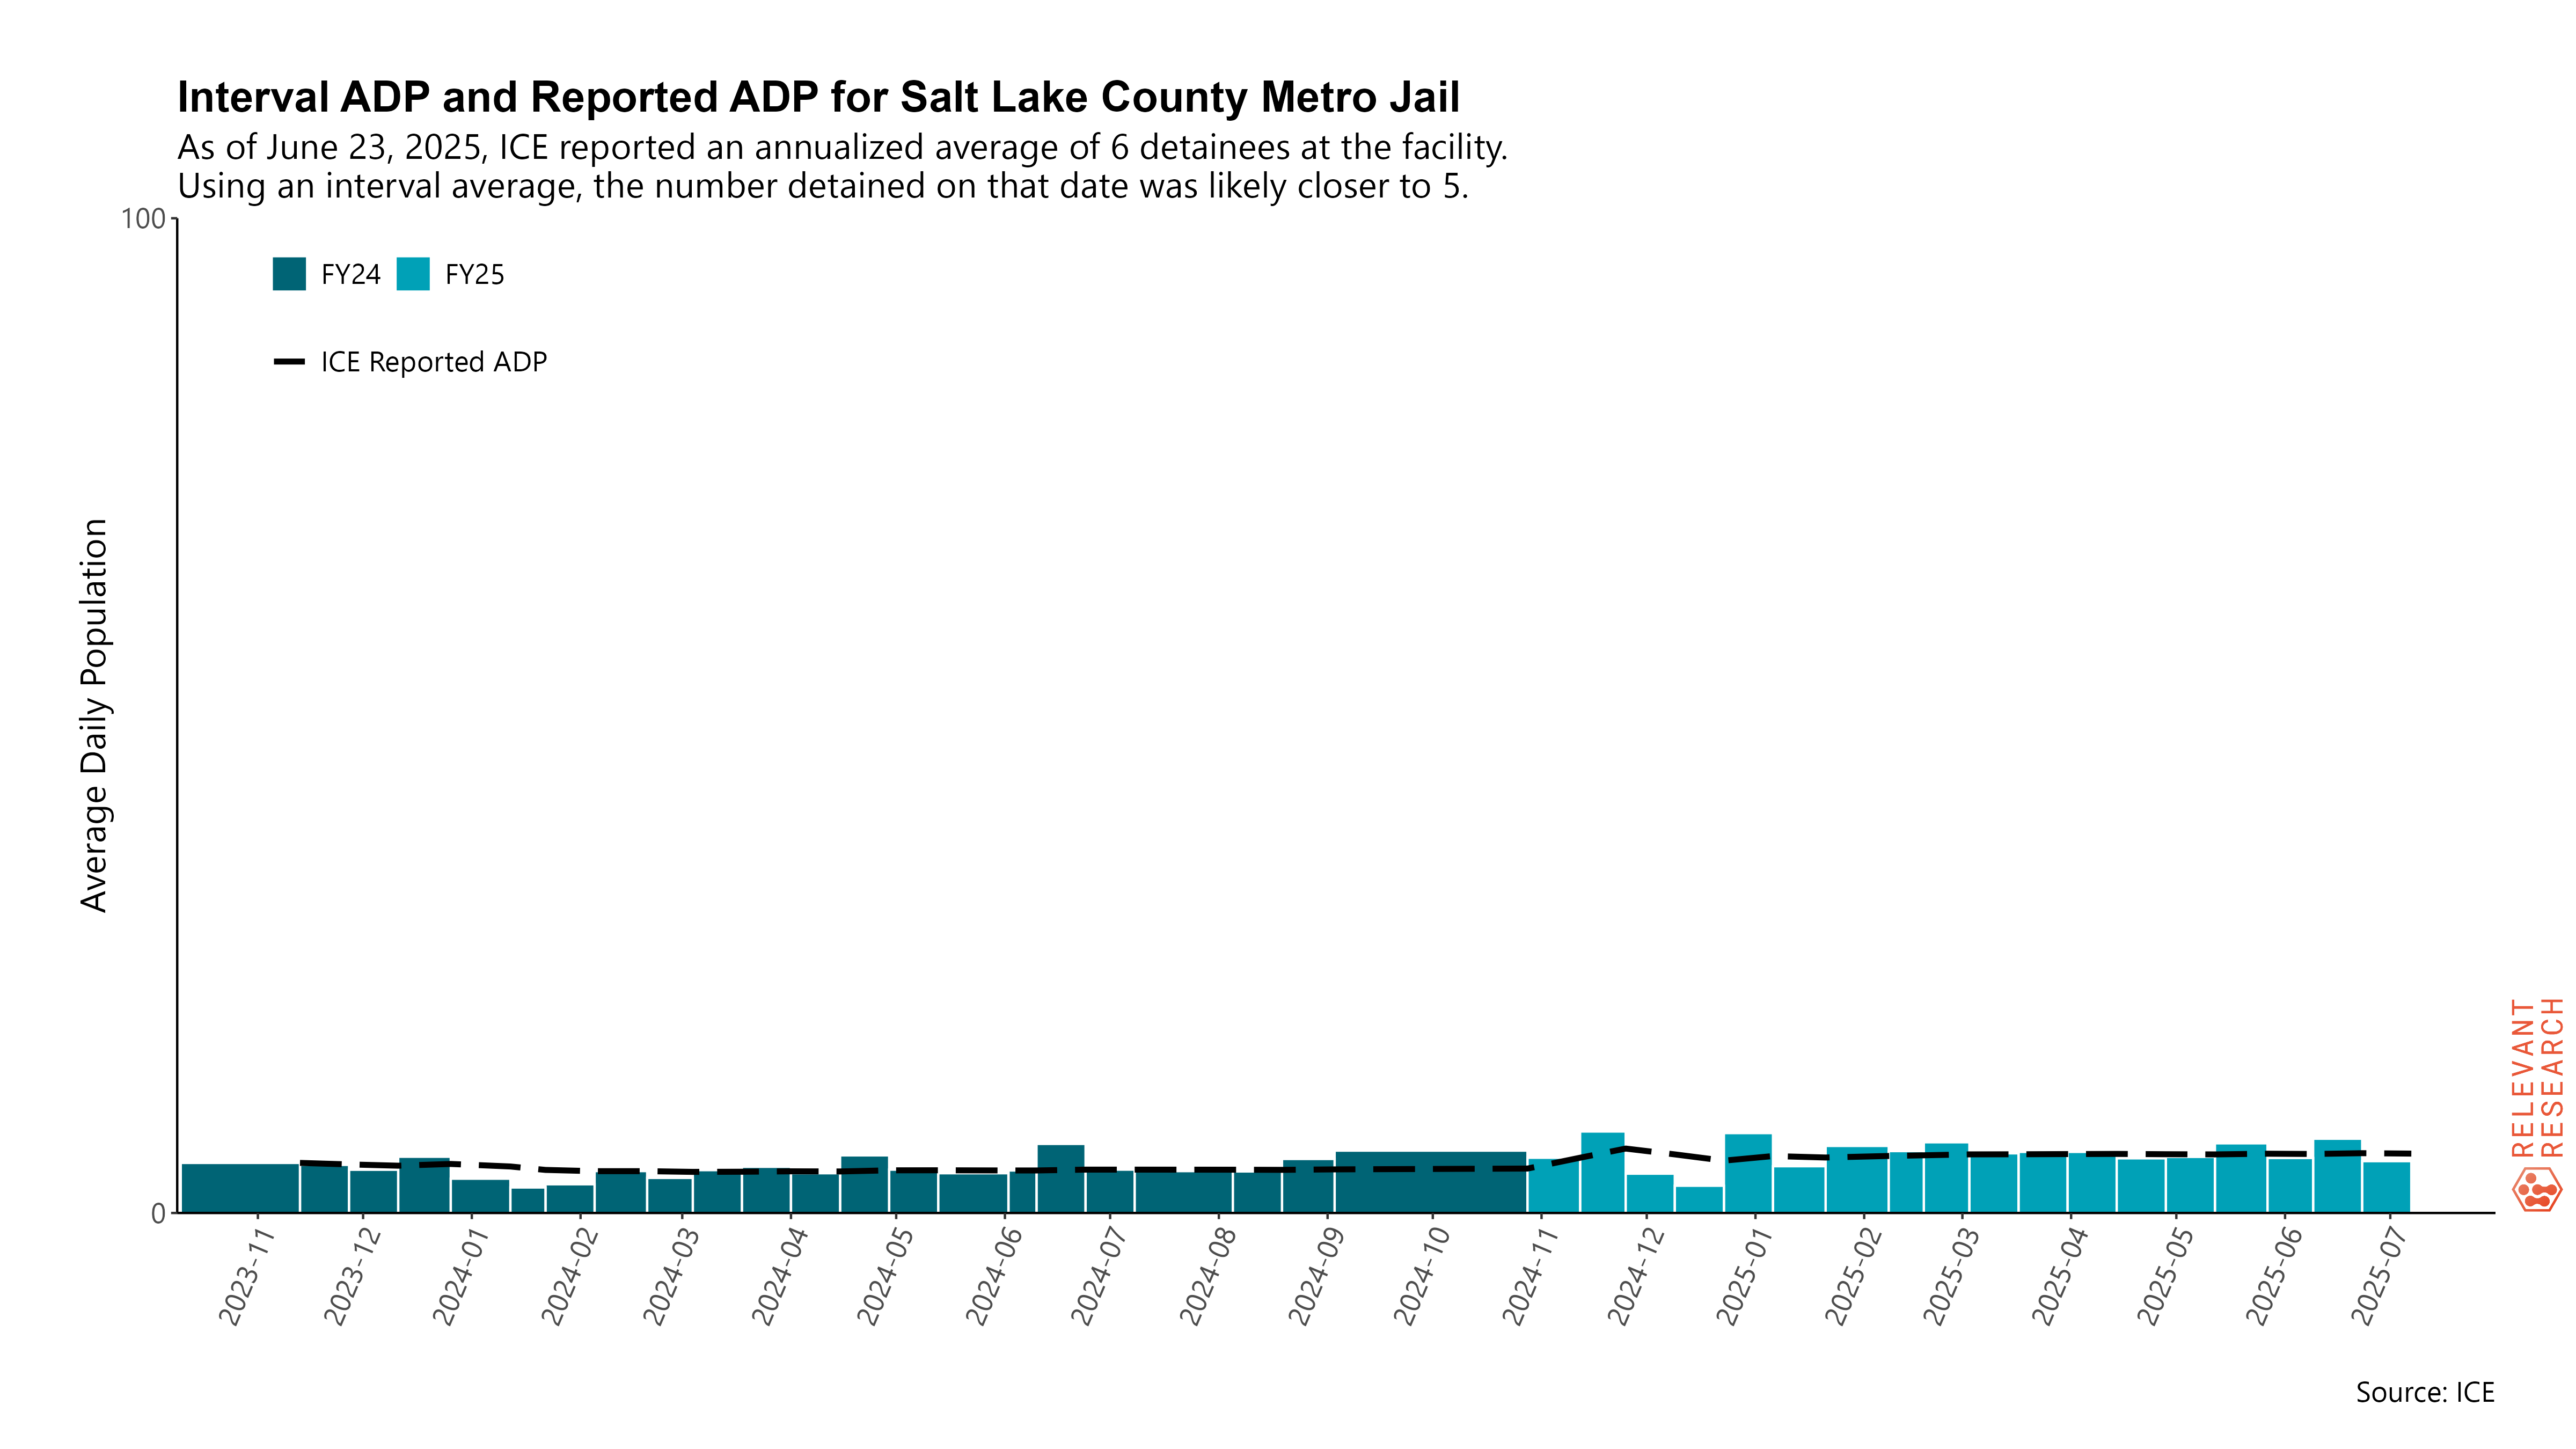 Interval ADP and Reported ADP for Salt Lake County Metro Jail
As of June 23, 2025, ICE reported an annualized average of 6 detainees at the facility.
Using an interval average, the number detained on that date was likely closer to 5.
100
FY24
FY25
ICE Reported ADP
Average Daily Population
0
2023-11
2023-12
2024-01
2024-02
2024-03
2024-04
2024-05
2024-06
2024-07
2024-08
2024-09
2024-10
2024-11
2024-12
2025-01
2025-02
2025-03
2025-04
2025-05
2025-06
2025-07
RELEVANT
RESEARCH
Source: ICE